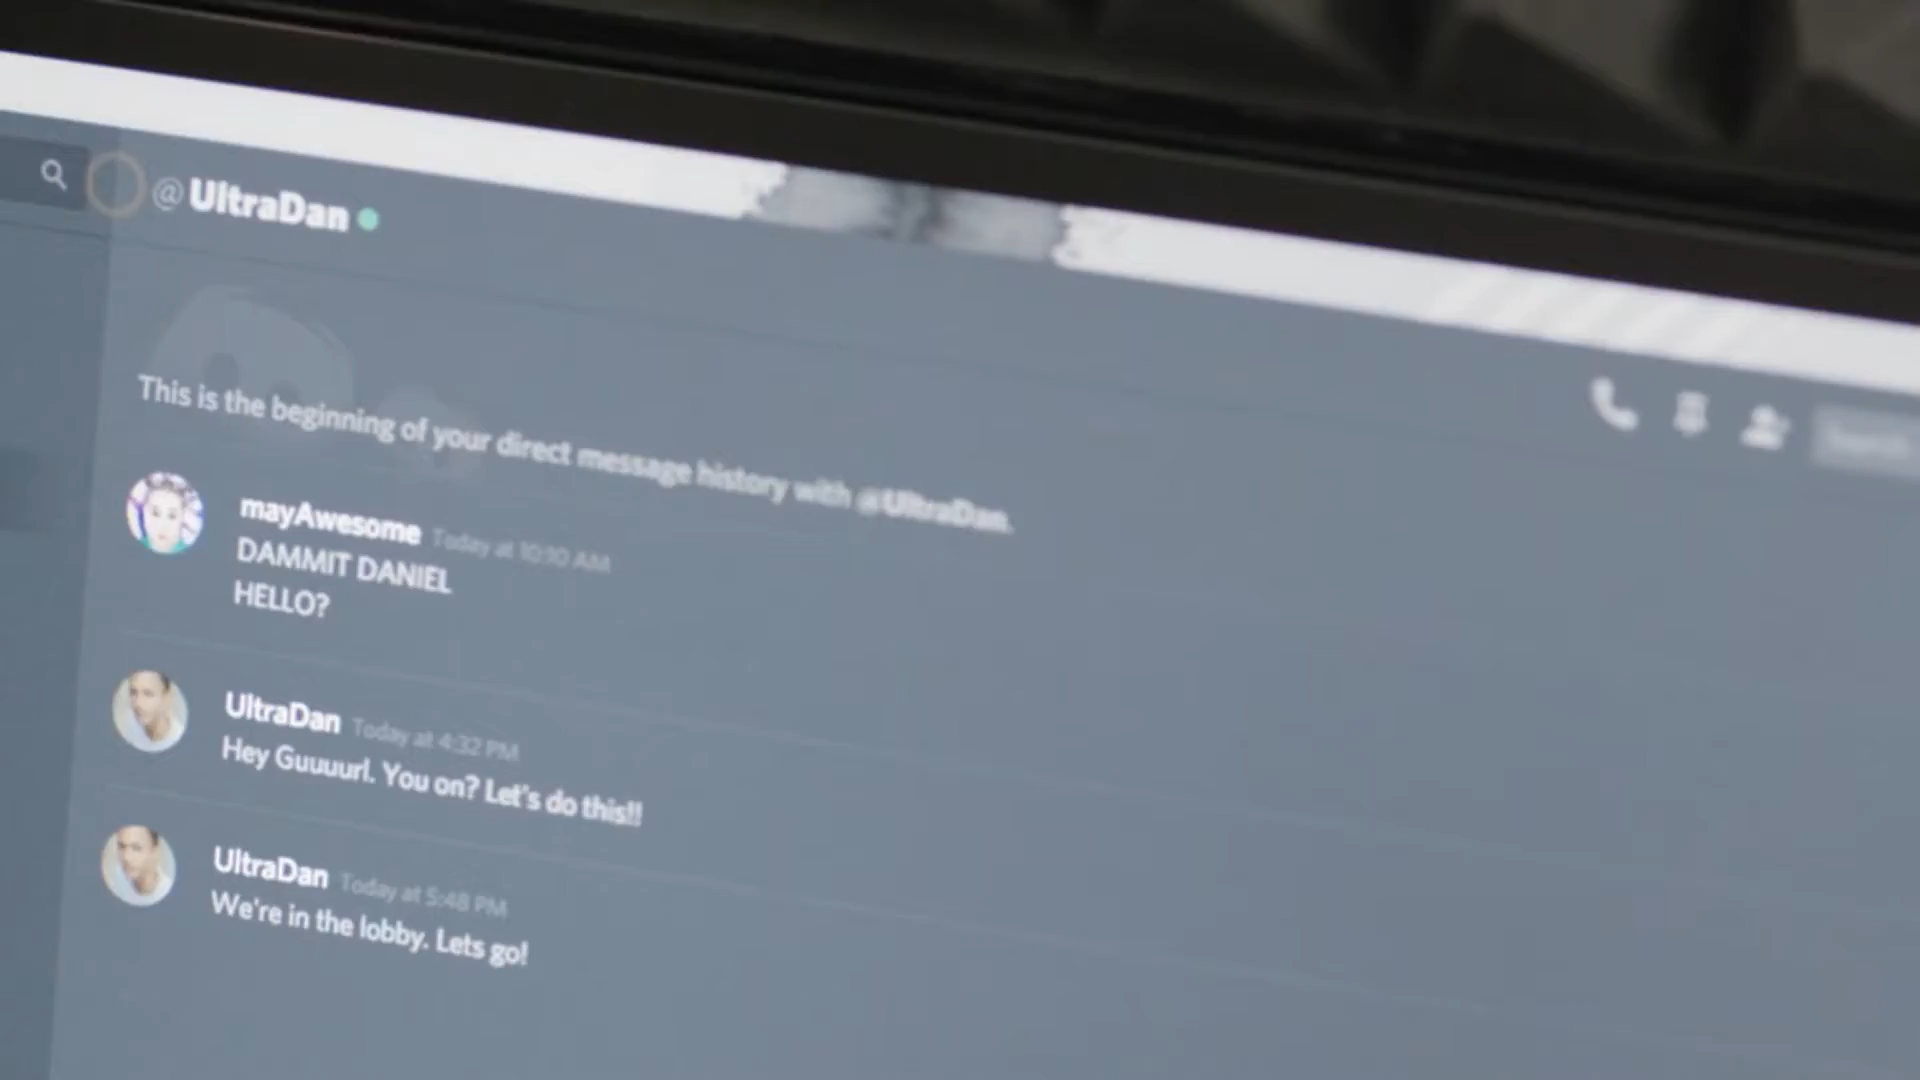 @UltraDan
This is the beginning of your direct message history with @UltraDan.
mayAwesome Today at 10:10 AM
DAMMIT DANIEL
HELLO?
UltraDan Today at 4:32 PM
Hey Guuuurl. You on? Let's do this!!
UltraDan Today at 5:48 PM
We're in the lobby. Lets go!